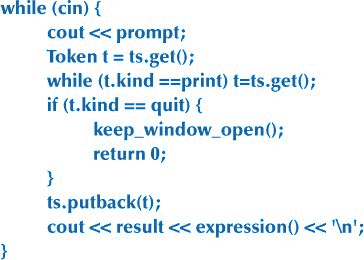 while (cin) {
cout << prompt;
Token t = ts.get();
while (t.kind ==print) t=ts.get();
if (t.kind == quit) {
keep_window_open();
return 0;
}
ts.putback(t);
cout << result << expression() << '\n';
}